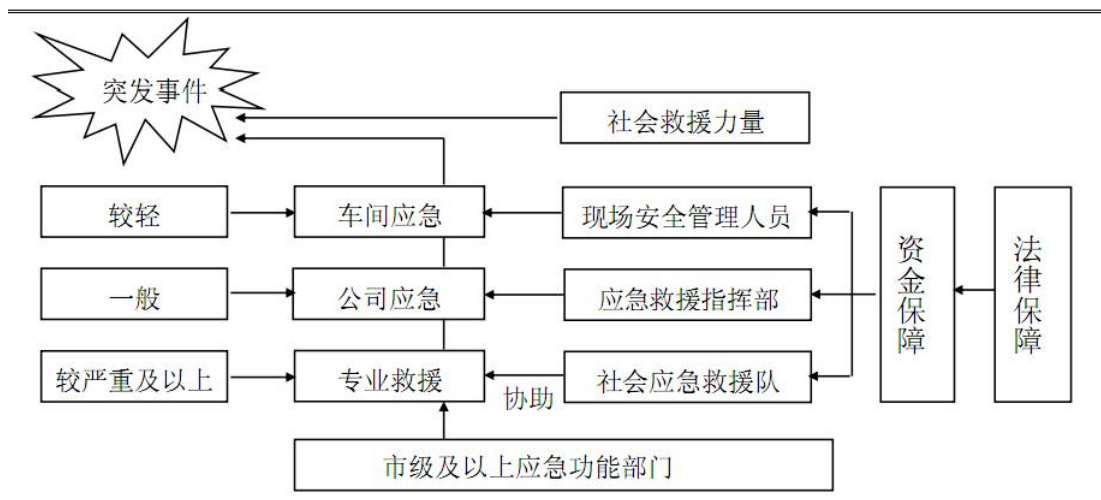 突发事件
社会救援力量
较轻
车间应急
现场安全管理人员
一般
公司应急
应急救援指挥部
较严重及以上
专业救援
协助
社会应急救援队
资金保障
法律保障
市级及以上应急功能部门